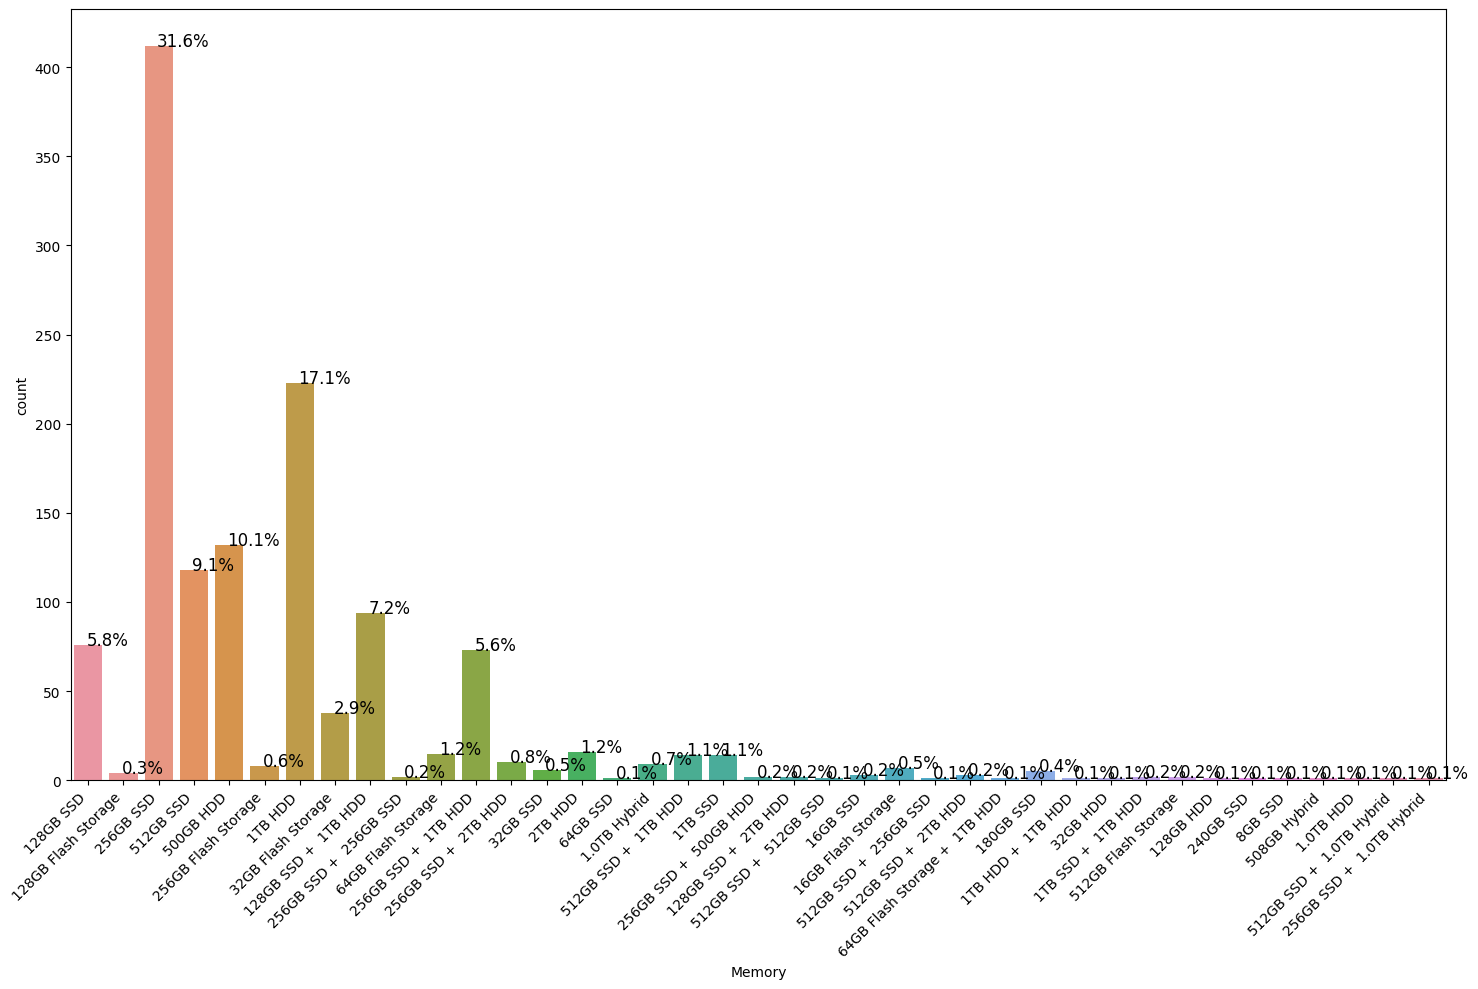 400
350
300
250
200
150
100
50
0
count
5.8%
0.3%
31.6%
9.1%
10.1%
0.6%
17.1%
2.9%
7.2%
0.2%
1.2%
5.6%
0.8%
0.5%
1.2%
0.1%
0.7%
1.1%
1.1%
0.2%
0.2%
0.1%
0.2%
0.5%
0.1%
0.2%
0.1%
0.4%
0.1%
0.1%
0.2%
0.2%
0.1%
0.1%
0.1%
0.1%
0.1%
0.1%
0.1%
128GB SSD
128GB Flash Storage
256GB SSD
512GB SSD
500GB HDD
256GB Flash Storage
1TB HDD
32GB Flash Storage
128GB SSD +  1TB HDD
256GB SSD +  256GB SSD
64GB Flash Storage
256GB SSD +  1TB HDD
256GB SSD +  2TB HDD
32GB SSD
2TB HDD
64GB SSD
1.0TB Hybrid
512GB SSD +  1TB HDD
1TB SSD
256GB SSD +  500GB HDD
128GB SSD +  2TB HDD
512GB SSD +  512GB SSD
16GB SSD
16GB Flash Storage
512GB SSD +  256GB SSD
512GB SSD +  2TB HDD
64GB Flash Storage +  1TB HDD
180GB SSD
1TB HDD +  1TB HDD
32GB HDD
1TB SSD +  1TB HDD
512GB Flash Storage
128GB HDD
240GB SSD
8GB SSD
508GB Hybrid
1.0TB HDD
512GB SSD +  1.0TB Hybrid
256GB SSD +  1.0TB Hybrid
Memory